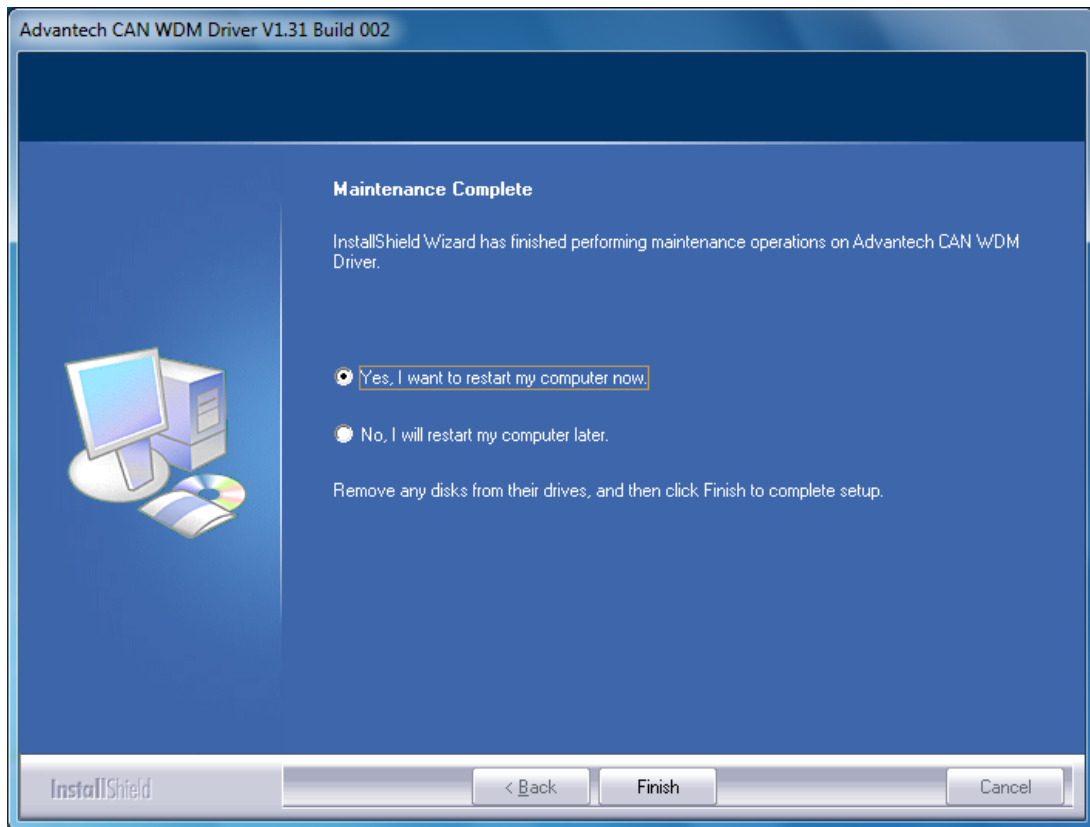 Advantech CAN WDM Driver V1.31 Build 002
Maintenance Complete
InstallShield Wizard has finished performing maintenance operations on Advantech CAN WDM
Driver.
Yes, I want to restart my computer now.
No, I will restart my computer later.
Remove any disks from their drives, and then click Finish to complete setup.
InstallShield
< Back
Finish
Cancel